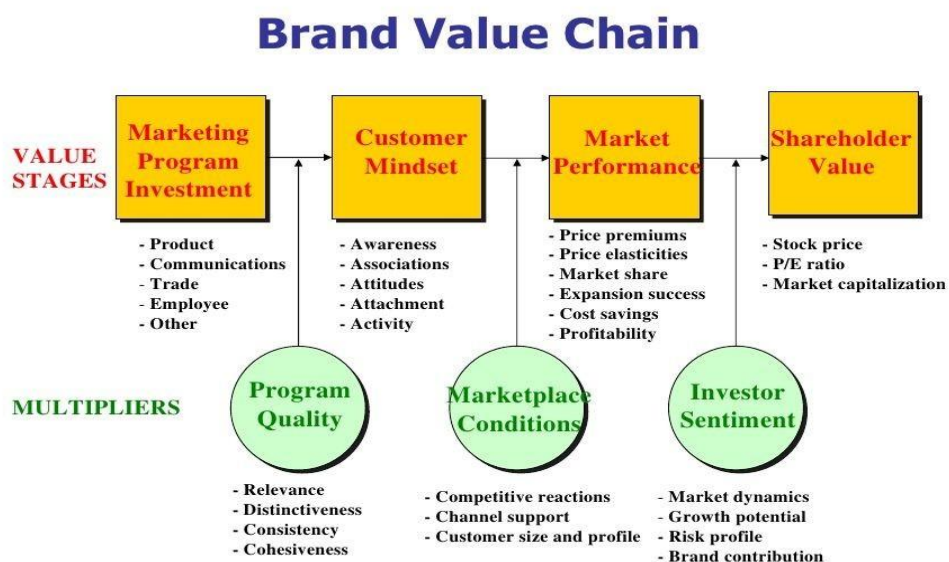 Brand Value Chain
VALUE
STAGES
Marketing
Program
Investment
Customer
Mindset
Market
Performance
Shareholder
Value
- Product
- Communications
- Trade
- Employee
- Other
- Awareness
- Associations
- Attitudes
- Attachment
- Activity
- Price premiums
- Price elasticities
- Market share
- Expansion success
- Cost savings
- Profitability
- Stock price
- P/E ratio
- Market capitalization
MULTIPLIERS
Program
Quality
Marketplace
Conditions
Investor
Sentiment
- Relevance
- Distinctiveness
- Consistency
- Cohesiveness
- Competitive reactions
- Channel support
- Customer size and profile
- Market dynamics
- Growth potential
- Risk profile
- Brand contribution